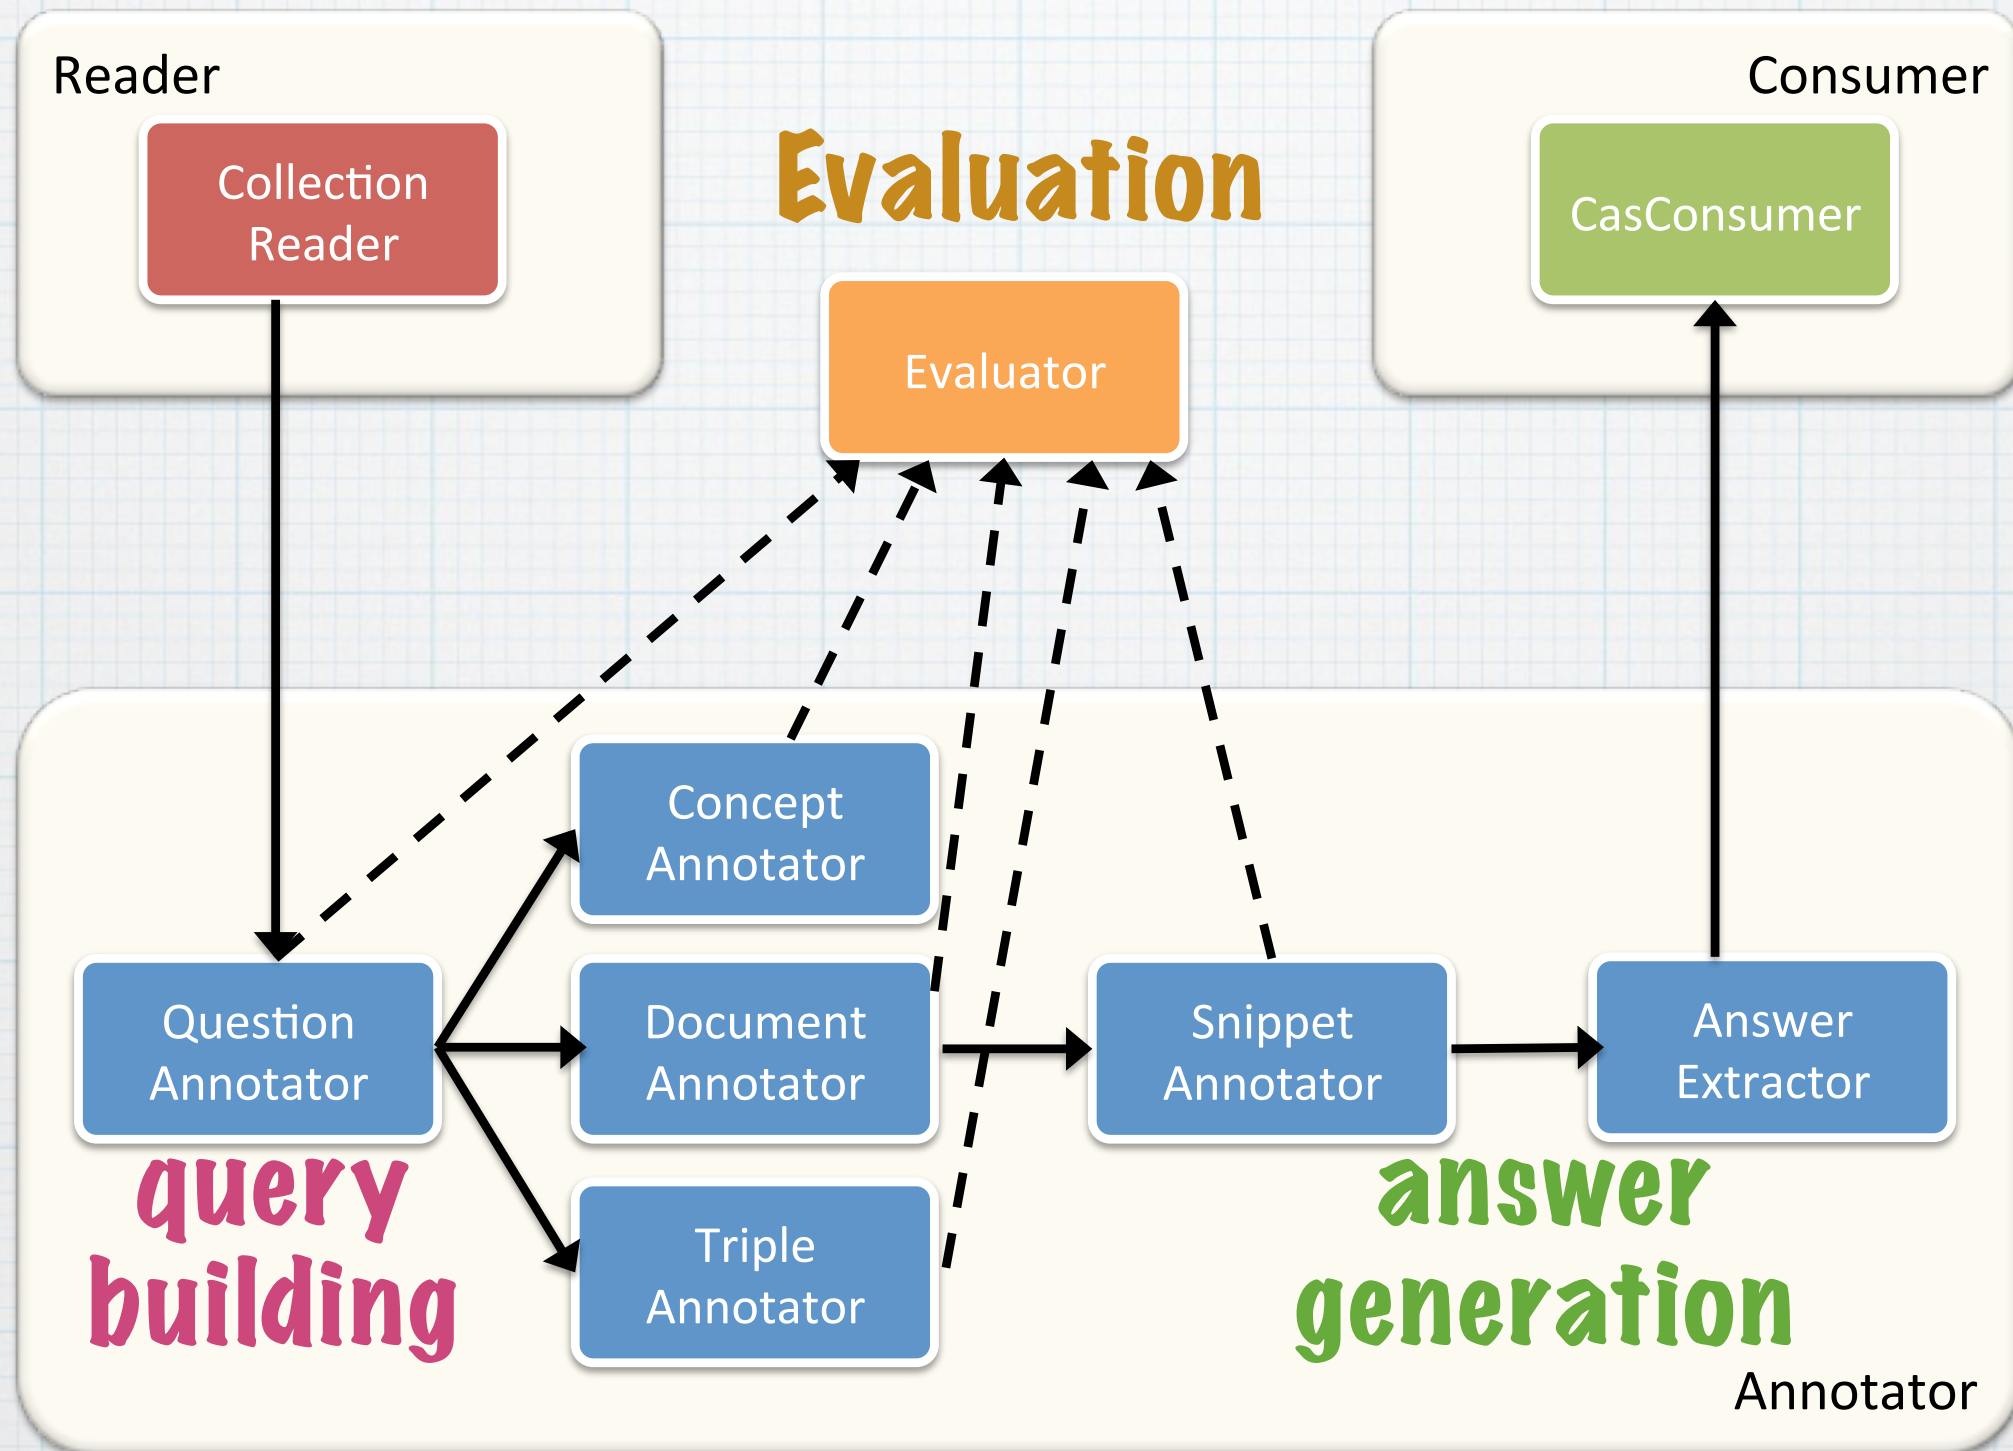 Reader
Consumer
Collection
Reader
Evaluation
CasConsumer
Evaluator
Concept
Annotator
Question
Annotator
Document
Annotator
Snippet
Annotator
Answer
Extractor
query
building
Triple
Annotator
answer
generation
Annotator